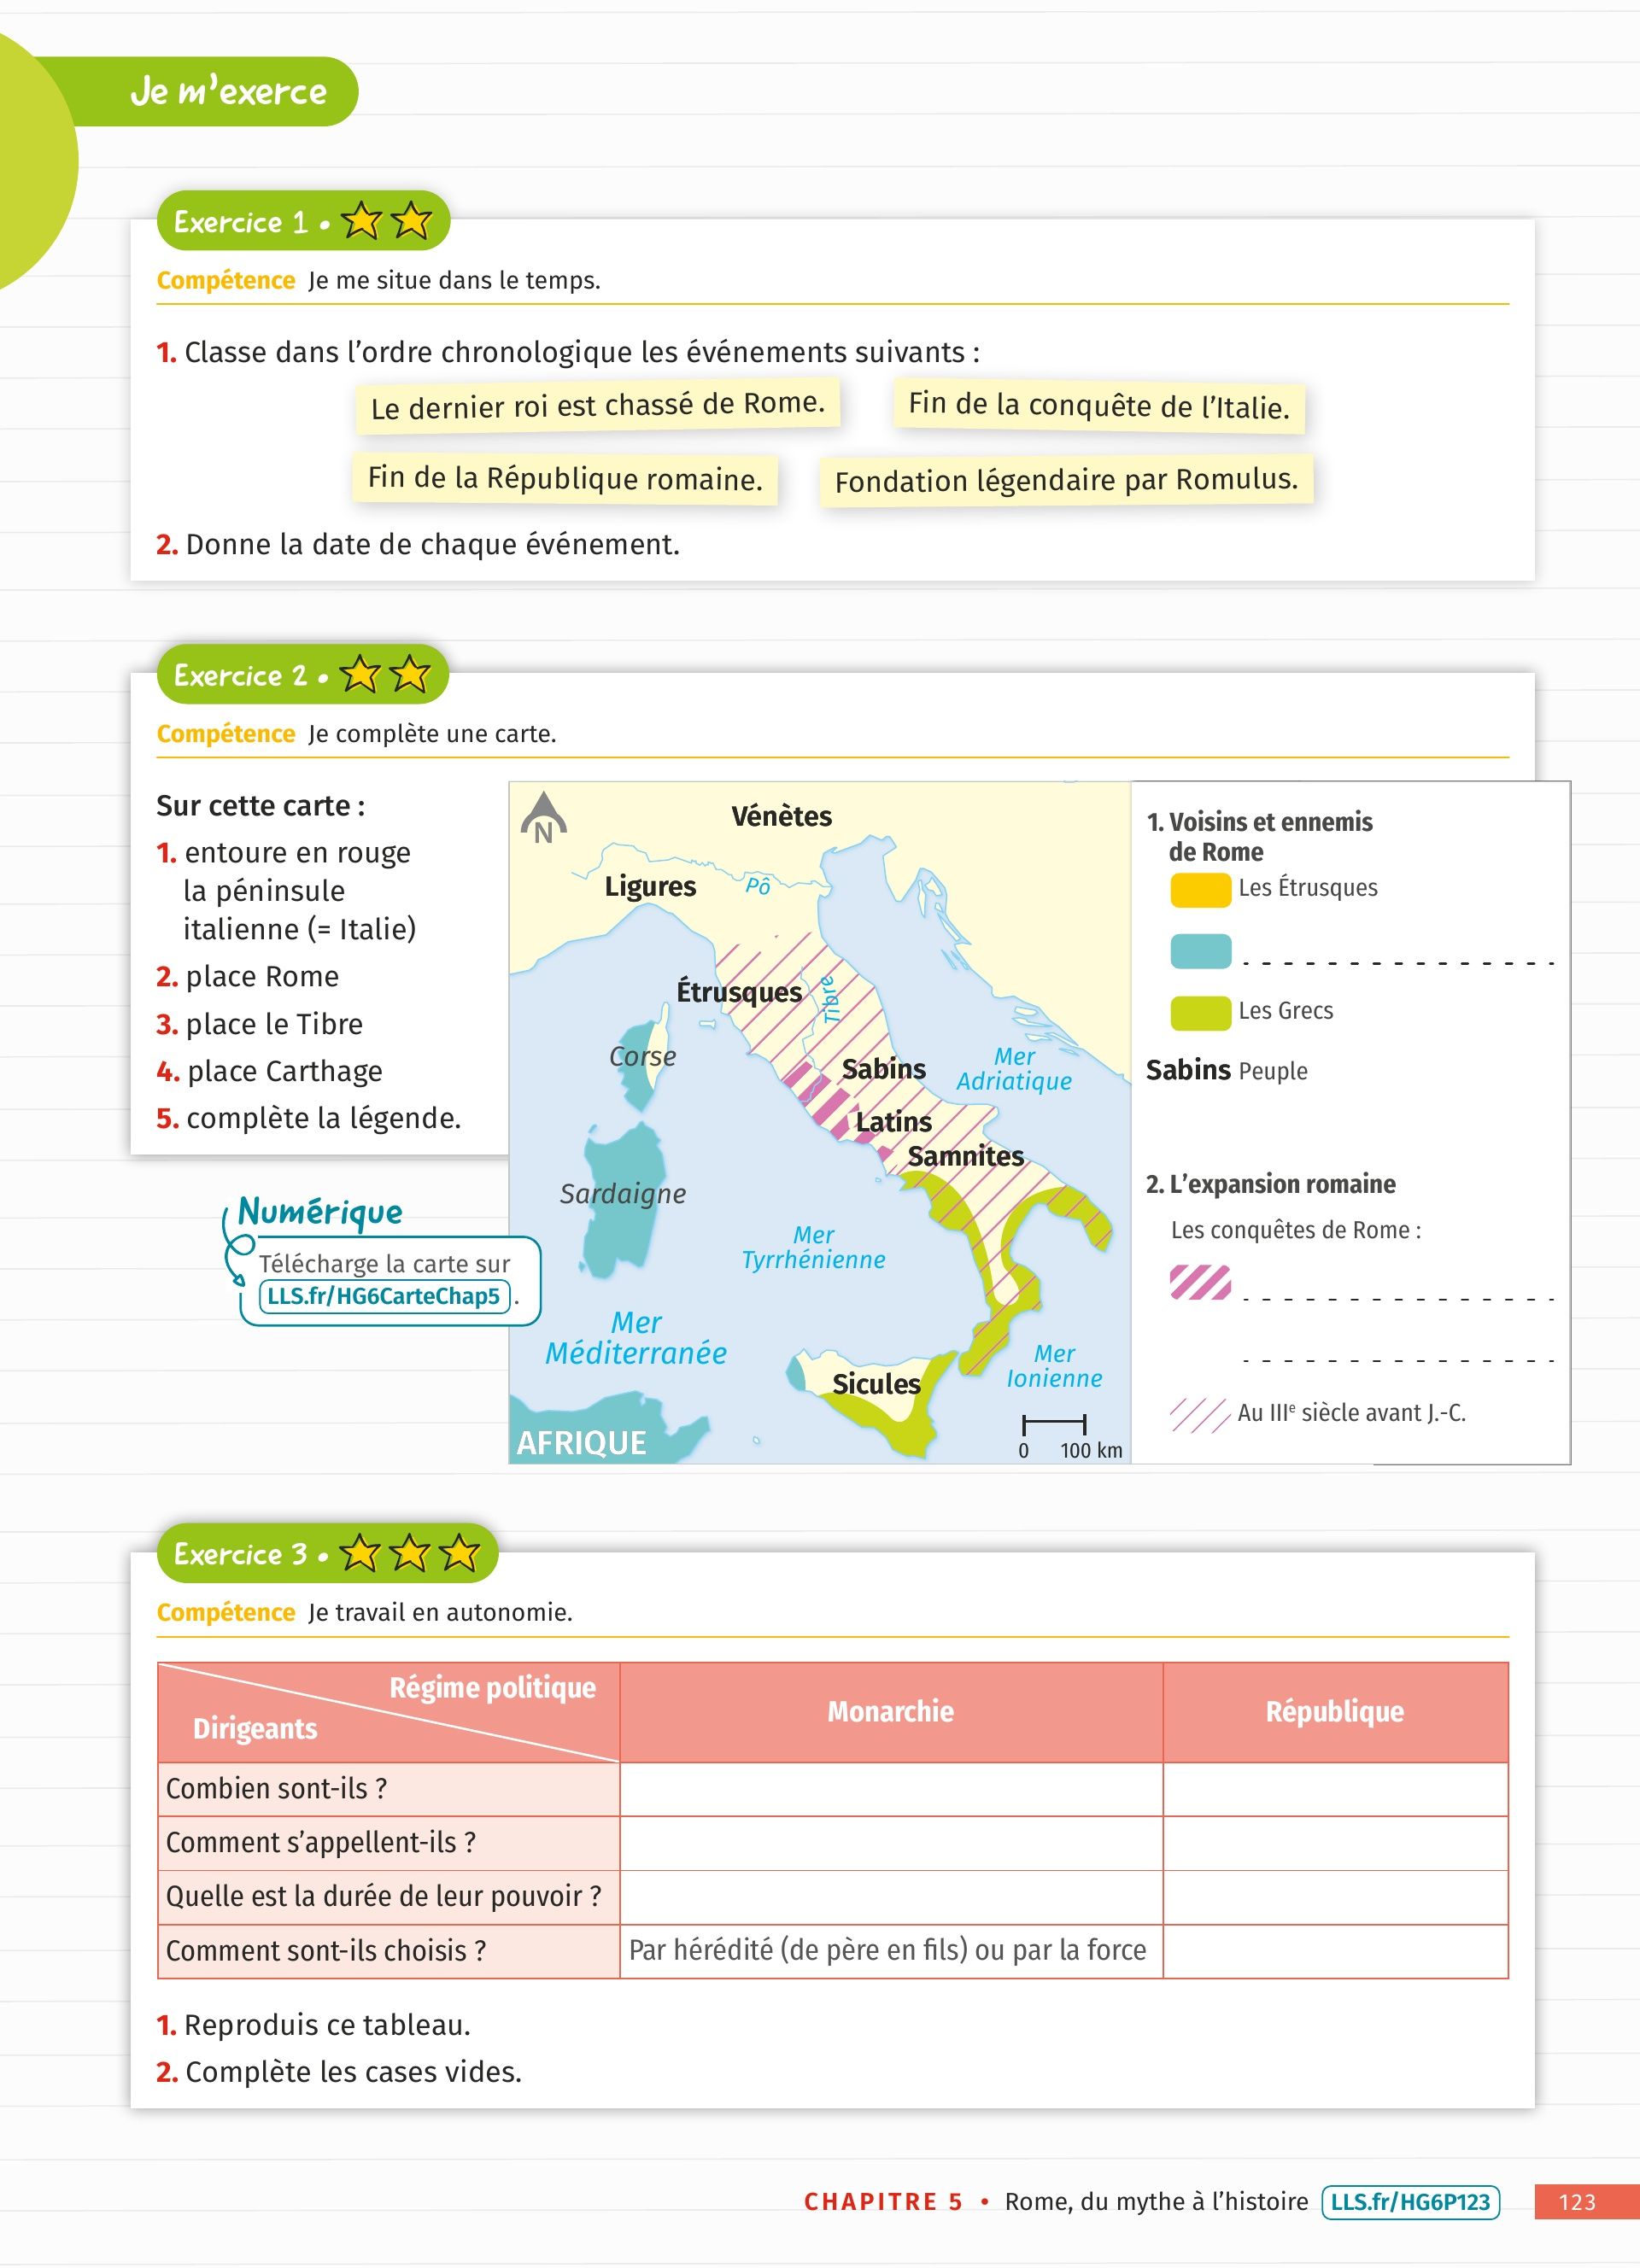 Je m'exerce
Exercice 1 •
Compétence Je me situe dans le temps.
1. Classe dans l'ordre chronologique les événements suivants :
Le dernier roi est chassé de Rome.
Fin de la conquête de l'Italie.
Fin de la République romaine.
Fondation légendaire par Romulus.
2. Donne la date de chaque événement.
Exercice 2 •
Compétence Je complète une carte.
Sur cette carte :
1. entoure en rouge
la péninsule
italienne (= Italie)
2. place Rome
3. place le Tibre
4. place Carthage
5. complète la légende.
Numérique
Télécharge la carte sur
LLS.fr/HG6CarteChap5 .
N
Vénètes
Ligures
Pô
Étrusques
Tibre
Corse
Sabins
Mer
Adriatique
Latins
Samnites
Sardaigne
Mer
Tyrrhénienne
Mer
Méditerranée
Mer
Ionienne
Sicules
AFRIQUE
0 100 km
1. Voisins et ennemis
de Rome
Les Étrusques
Les Grecs
Sabins Peuple
2. L'expansion romaine
Les conquêtes de Rome :
Au IIIe siècle avant J.-C.
Exercice 3 •
Compétence Je travail en autonomie.
Régime politique
Dirigeants
Monarchie
République
Combien sont-ils ?
Comment s'appellent-ils ?
Quelle est la durée de leur pouvoir ?
Comment sont-ils choisis ? Par hérédité (de père en fils) ou par la force
1. Reproduis ce tableau.
2. Complète les cases vides.
CHAPITRE 5 • Rome, du mythe à l'histoire LLS.fr/HG6P123 123